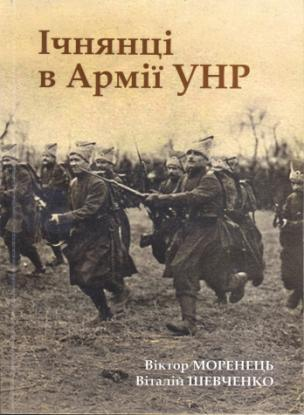 Ічнянці
в Армії УНР
Віктор МОРЕНЕЦЬ
Віталій ШЕВЧЕНКО